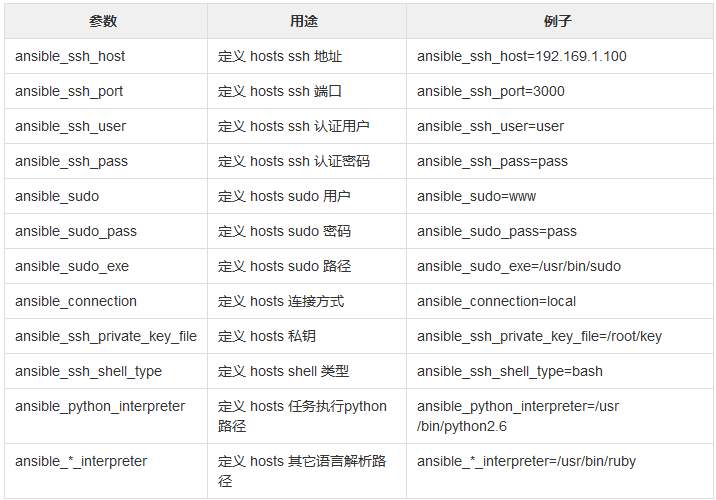 参数 用途 例子
ansible_ssh_host 定义 hosts ssh 地址 ansible_ssh_host=192.169.1.100
ansible_ssh_port 定义 hosts ssh 端口 ansible_ssh_port=3000
ansible_ssh_user 定义 hosts ssh 认证用户 ansible_ssh_user=user
ansible_ssh_pass 定义 hosts ssh 认证密码 ansible_ssh_pass=pass
ansible_sudo 定义 hosts sudo 用户 ansible_sudo=www
ansible_sudo_pass 定义 hosts sudo 密码 ansible_sudo_pass=pass
ansible_sudo_exe 定义 hosts sudo 路径 ansible_sudo_exe=/usr/bin/sudo
ansible_connection 定义 hosts 连接方式 ansible_connection=local
ansible_ssh_private_key_file 定义 hosts 私钥 ansible_ssh_private_key_file=/root/key
ansible_ssh_shell_type 定义 hosts shell 类型 ansible_ssh_shell_type=bash
ansible_python_interpreter 定义 hosts 任务执行python ansible_python_interpreter=/usr
路径 /bin/python2.6
ansible_*_interpreter 定义 hosts 其它语言解析路 ansible_*_interpreter=/usr/bin/ruby
径